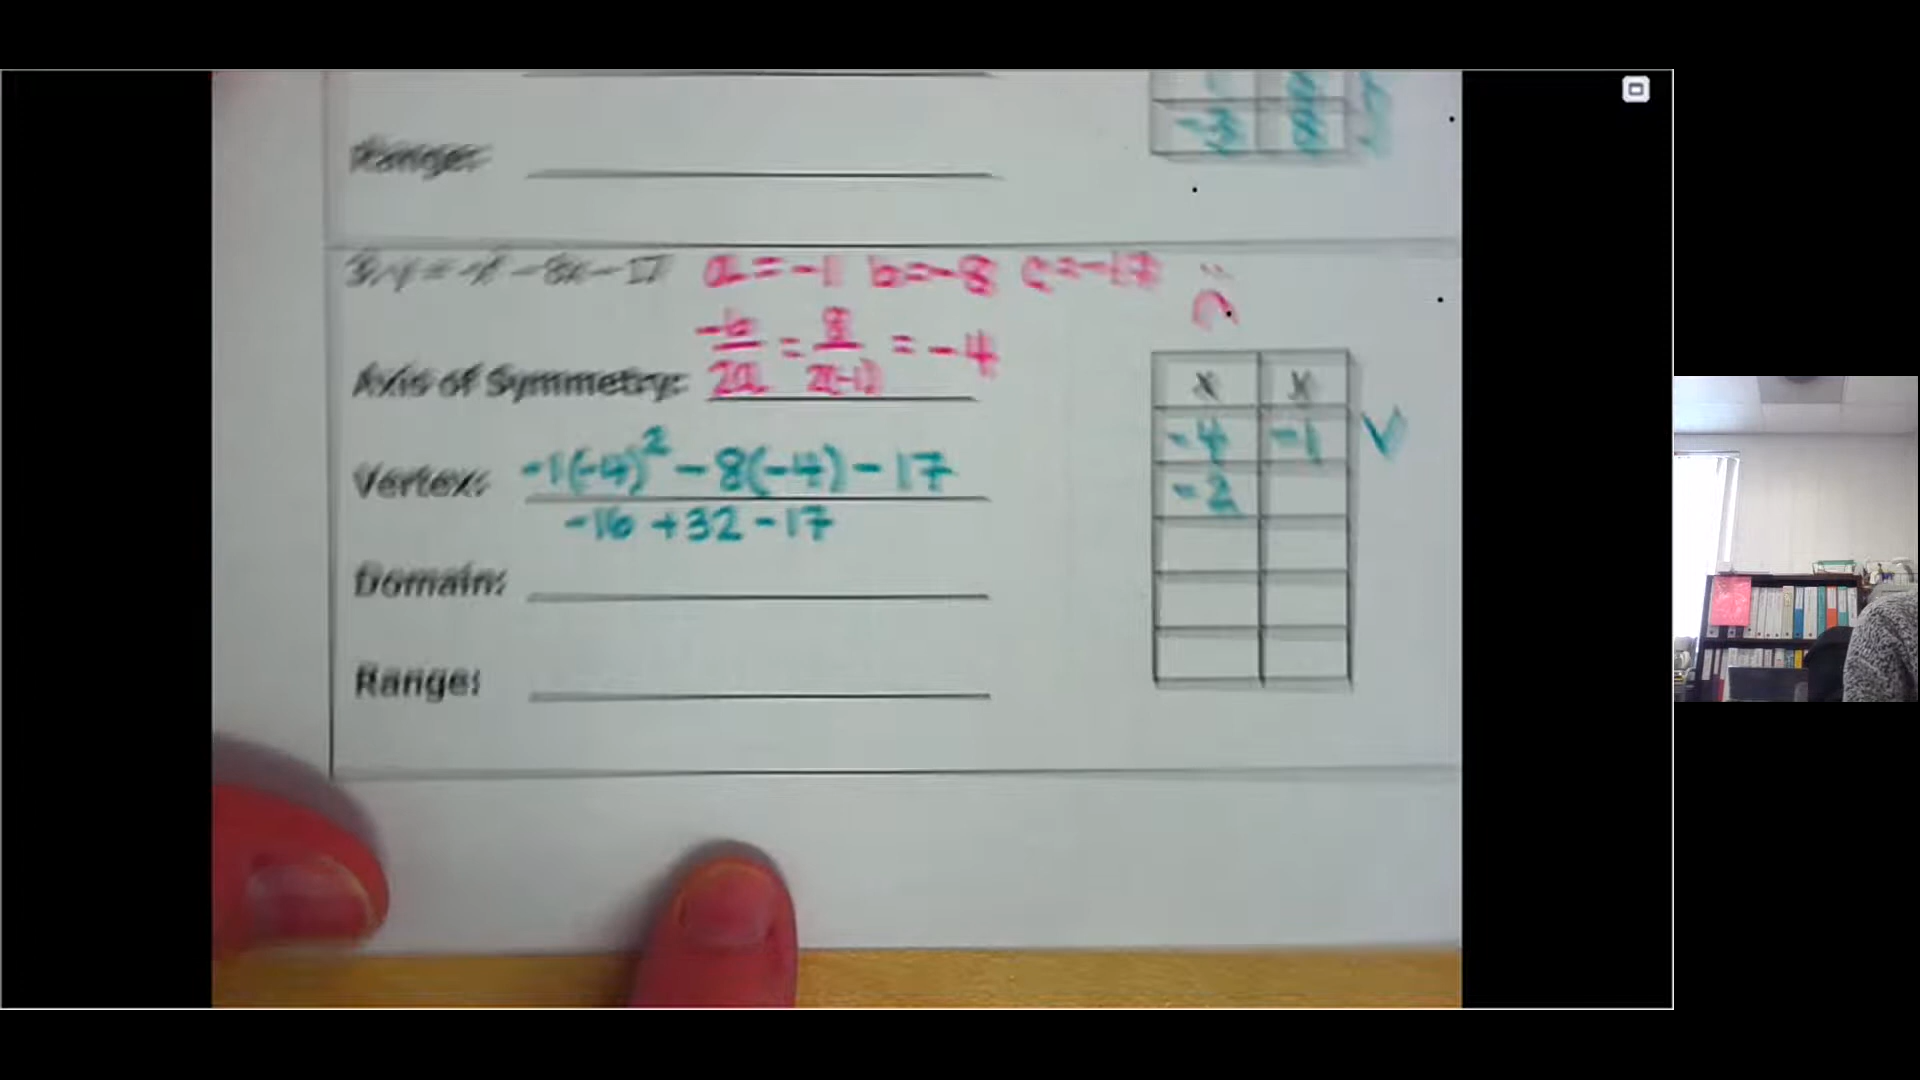 -3 8
Range:
3. y = -x² - 8x - 17 a = -1 b = -8 c = -17
-b/2a = 8/2(-1) = -4
Axis of Symmetry:
x x
-4 -1 V
Vertex: -1(-4)² - 8(-4) - 17
-2
-16 + 32 - 17
Domain:
Range: